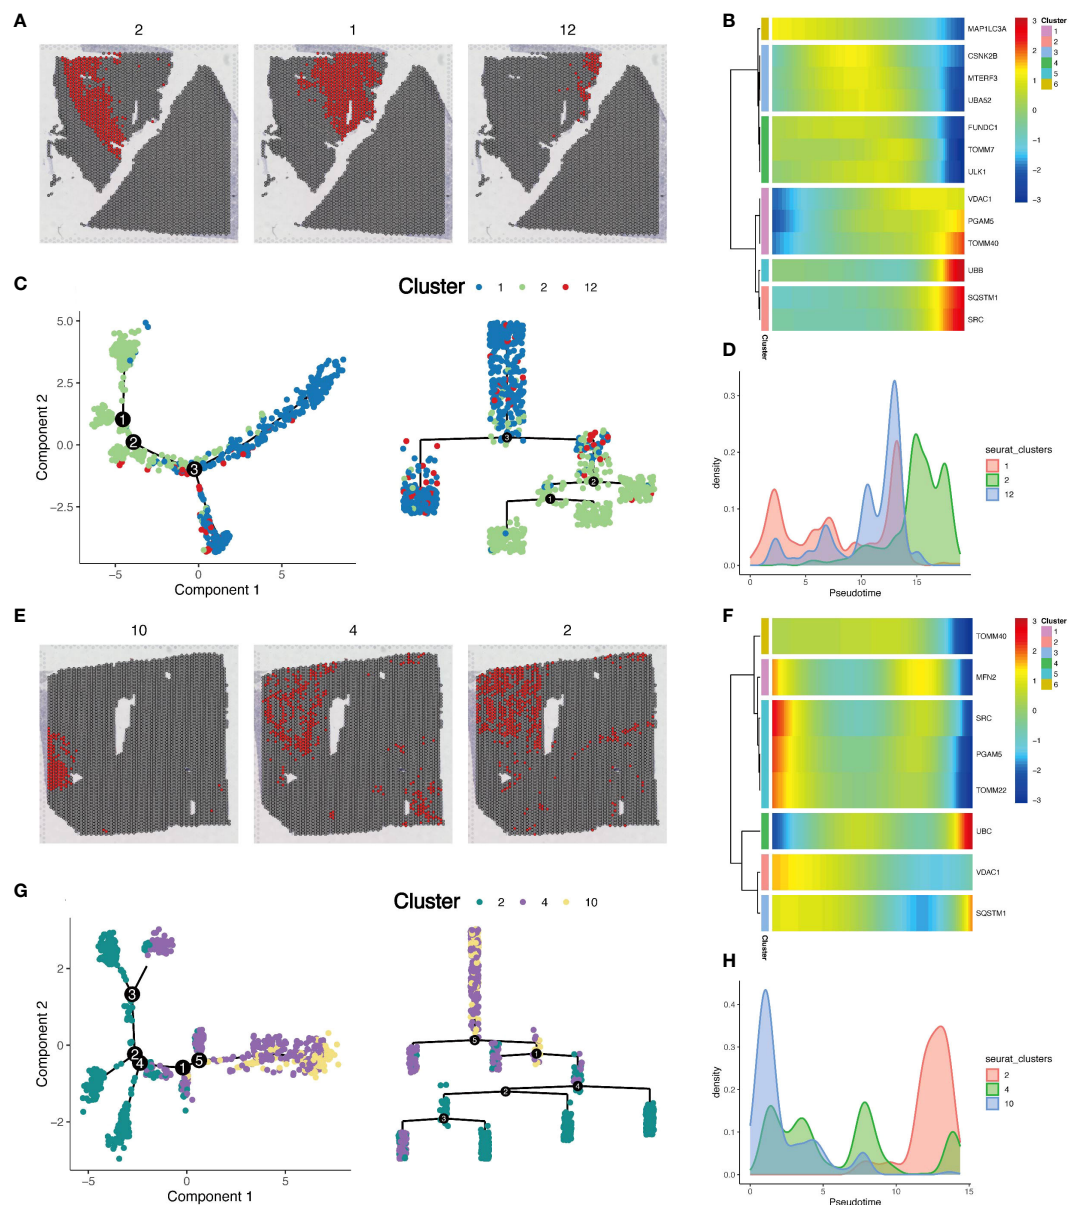 A
2
1
12
B
MAP1LC3A
CSNK2B
MTERF3
UBA52
FUNDC1
TOMM7
ULK1
VDAC1
PGAM5
TOMM40
UBB
SQSTM1
SRC
Cluster
3
2
1
0
−1
−2
−3
Cluster
1
2
3
4
5
6
C
Cluster
1
2
12
5.0
2.5
0.0
−2.5
Component 2
−5
0
5
Component 1
1
2
3
3
2
1
D
0.3
0.2
0.1
0.0
density
0
5
10
15
Pseudotime
seurat_clusters
1
2
12
E
10
4
2
F
TOMM40
MFN2
SRC
PGAM5
TOMM22
UBC
VDAC1
SQSTM1
Cluster
3
2
1
0
−1
−2
−3
Cluster
1
2
3
4
5
6
G
Cluster
2
4
10
2
0
−2
Component 2
−5
0
5
Component 1
3
2
4
1
5
5
1
4
2
3
H
0.4
0.3
0.2
0.1
0.0
density
0
5
10
15
Pseudotime
seurat_clusters
2
4
10